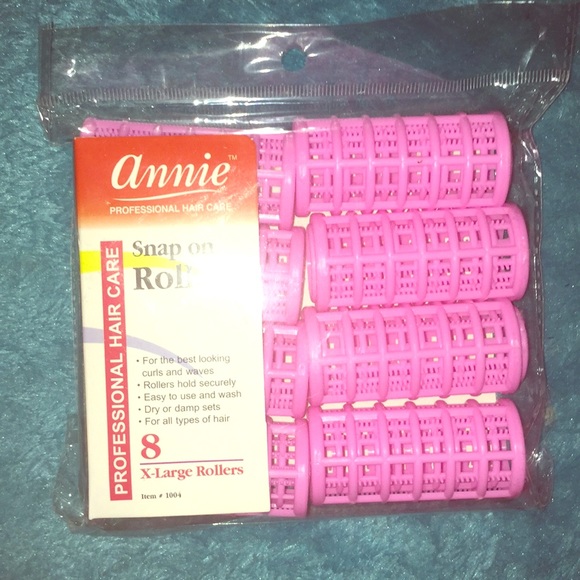 annie™
PROFESSIONAL HAIR CARE
Snap on
PROFESSIONAL HAIR CARE
• For the best looking
curls and waves
• Rollers hold securely
• Easy to use and wash
• Dry or damp sets
• For all types of hair
8
X-Large Rollers
Item # 1004